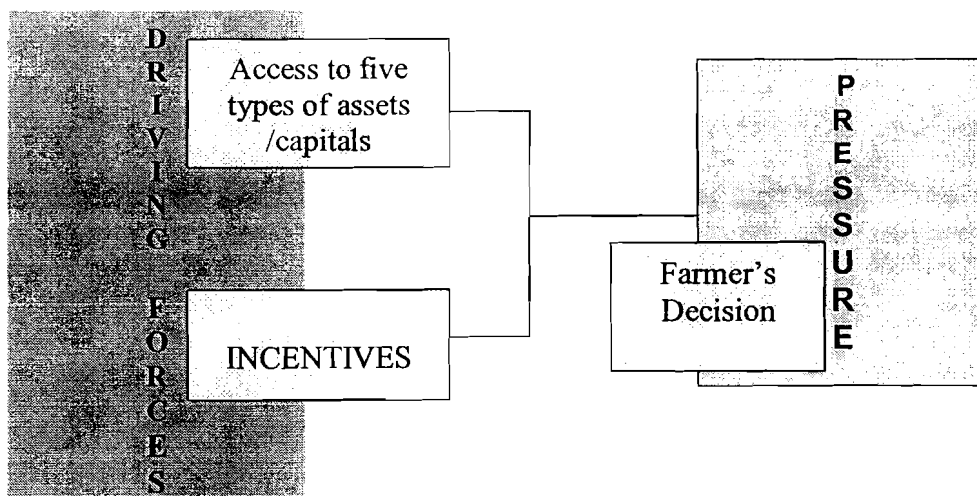 DRIVING FORCES
Access to five
types of assets
/capitals
INCENTIVES
Farmer's
Decision
PRESSURE